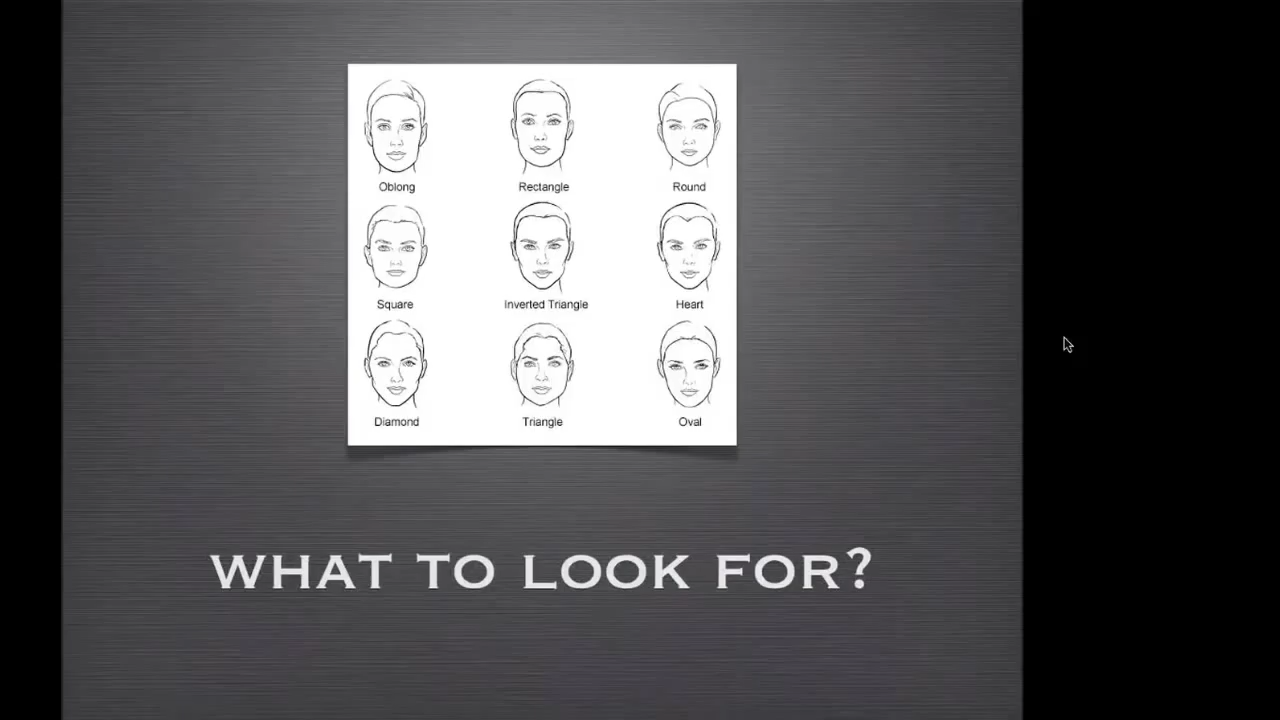 Oblong Rectangle Round
Square Inverted Triangle Heart
Diamond Triangle Oval
WHAT TO LOOK FOR?